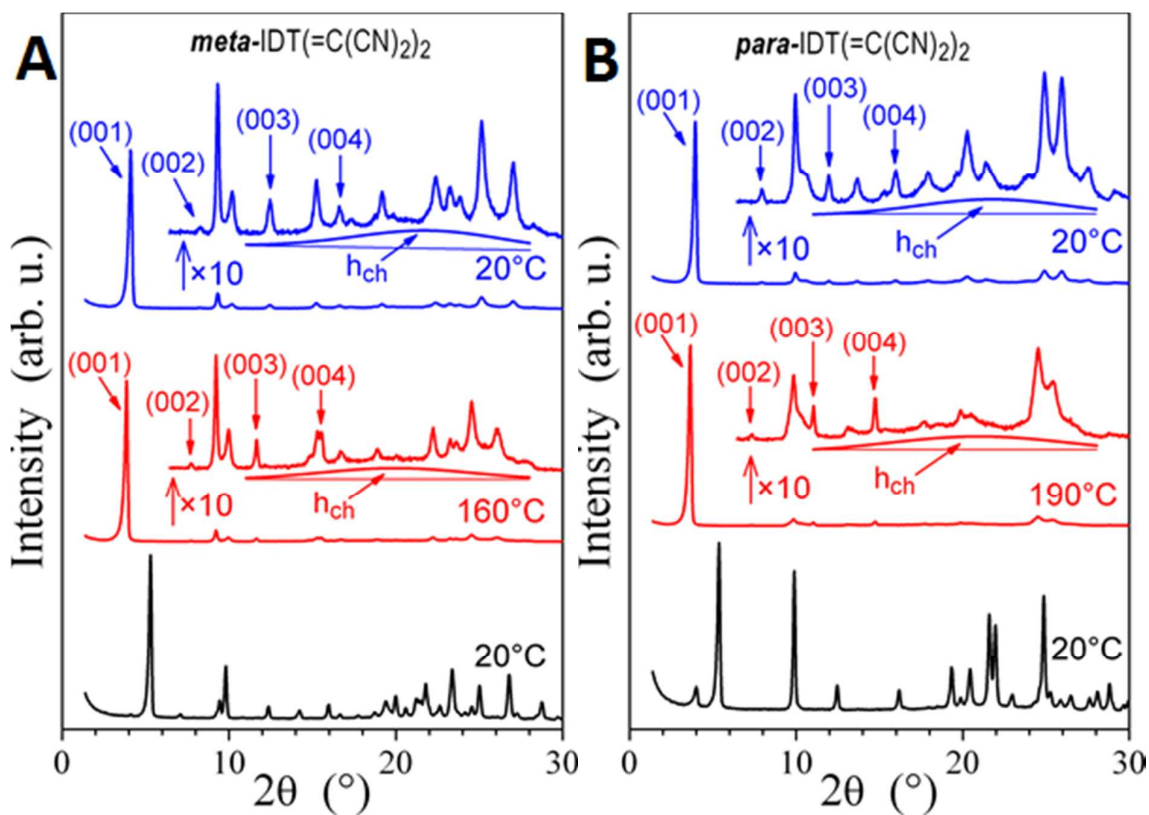 A
meta-IDT(=C(CN)2)2
(001)
(002)
(003)
(004)
×10
hch
20°C
(001)
(002)
(003)
(004)
×10
hch
160°C
20°C
Intensity (arb. u.)
0 10 20 30
2θ (°)
B
para-IDT(=C(CN)2)2
(001)
(002)
(003)
(004)
×10
hch
20°C
(001)
(002)
(003)
(004)
×10
hch
190°C
20°C
Intensity (arb. u.)
0 10 20 30
2θ (°)